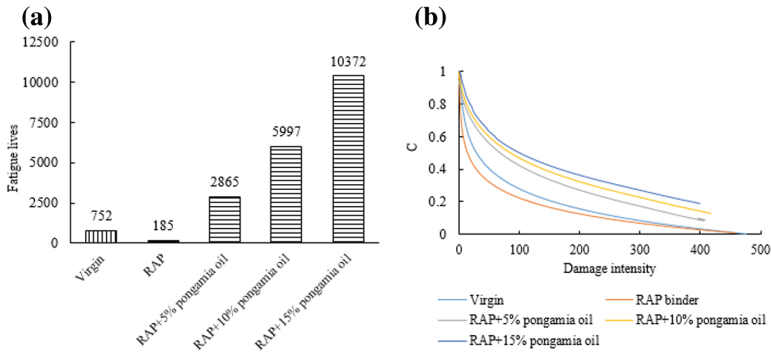 (a)
12500
10000
7500
5000
2500
0
Fatigue lives
752
185
2865
5997
10372
Virgin
RAP
RAP+5% pongamia oil
RAP+10% pongamia oil
RAP+15% pongamia oil
(b)
1
0.8
0.6
0.4
0.2
0
C
0 100 200 300 400 500
Damage intensity
Virgin
RAP binder
RAP+5% pongamia oil
RAP+10% pongamia oil
RAP+15% pongamia oil